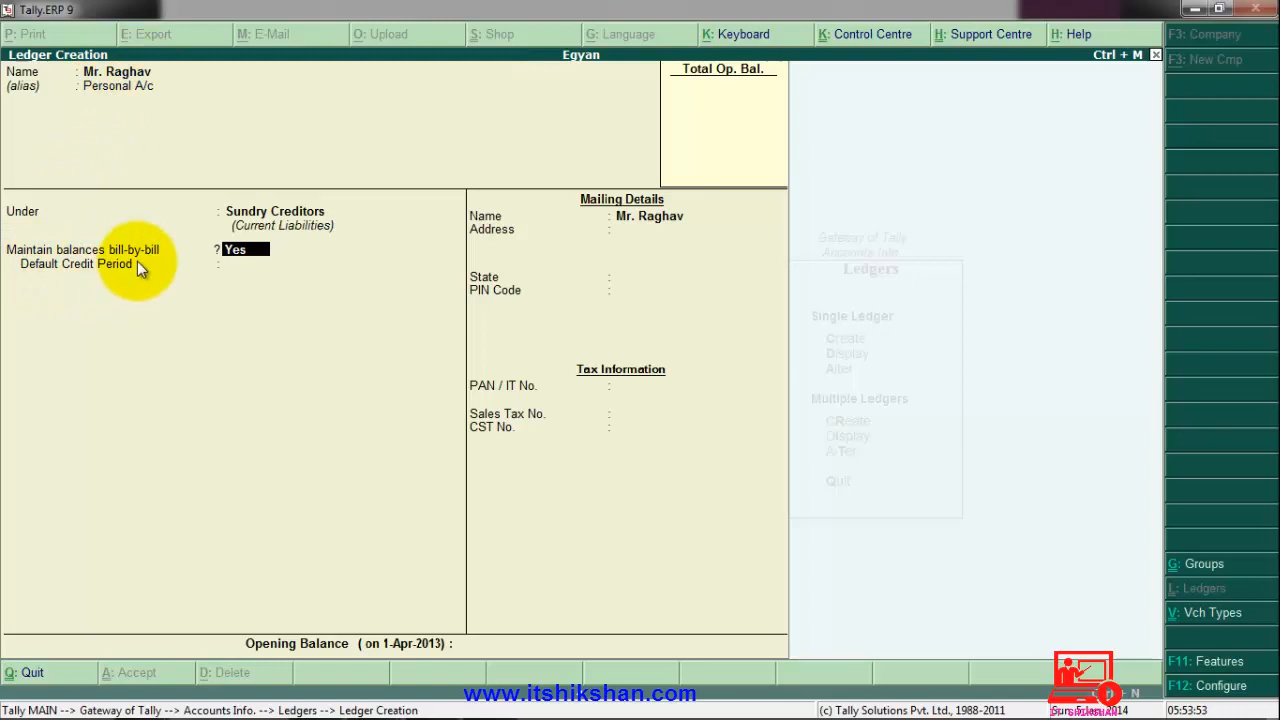 Tally.ERP 9
P: Print
E: Export
M: E-Mail
O: Upload
S: Shop
G: Language
K: Keyboard
K: Control Centre
H: Support Centre
H: Help
F3: Company
Ledger Creation
Egyan
Ctrl + M
F3: New Cmp
Name : Mr. Raghav
(alias) : Personal A/c
Total Op. Bal.
Under : Sundry Creditors
(Current Liabilities)
Maintain balances bill-by-bill ? Yes
Default Credit Period :
Mailing Details
Name : Mr. Raghav
Address :
State :
PIN Code :
Tax Information
PAN / IT No. :
Sales Tax No. :
CST No. :
Gateway of Tally
Accounts Info.
Ledgers
Single Ledger
Create
Display
Alter
Multiple Ledgers
CReate
DIsplay
AlTer
Quit
G: Groups
L: Ledgers
V: Vch Types
F11: Features
F12: Configure
Opening Balance ( on 1-Apr-2013) :
Q: Quit
A: Accept
D: Delete
www.itshikshan.com
Ctrl + N
Tally MAIN --> Gateway of Tally --> Accounts Info. --> Ledgers --> Ledger Creation
(c) Tally Solutions Pvt. Ltd., 1988-2011
Sun, 5 Jan, 2014
05:53:53